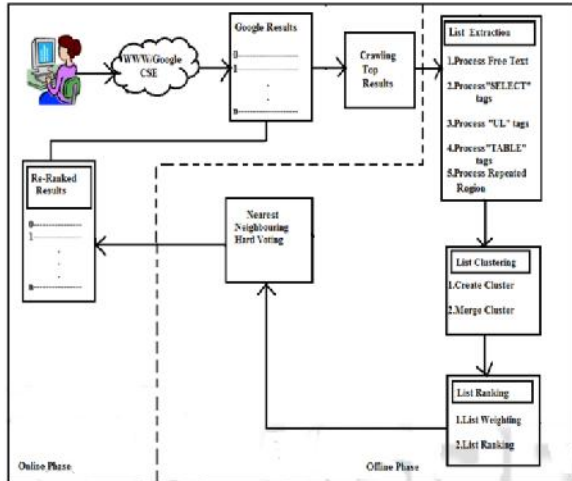 WWW/Google
CSE
Google Results
0
1
n
Crawling
Top
Results
List Extraction
1.Process Free Text
2.Process"SELECT"
tags
3.Process "UL" tags
4.Process"TABLE"
tags
5.Process Repeated
Region
Re-Ranked
Results
0
1
n
Nearest
Neighbouring
Hard Voting
List Clustering
1.Create Cluster
2.Merge Cluster
List Ranking
1.List Weighting
2.List Ranking
Online Phase
Offline Phase